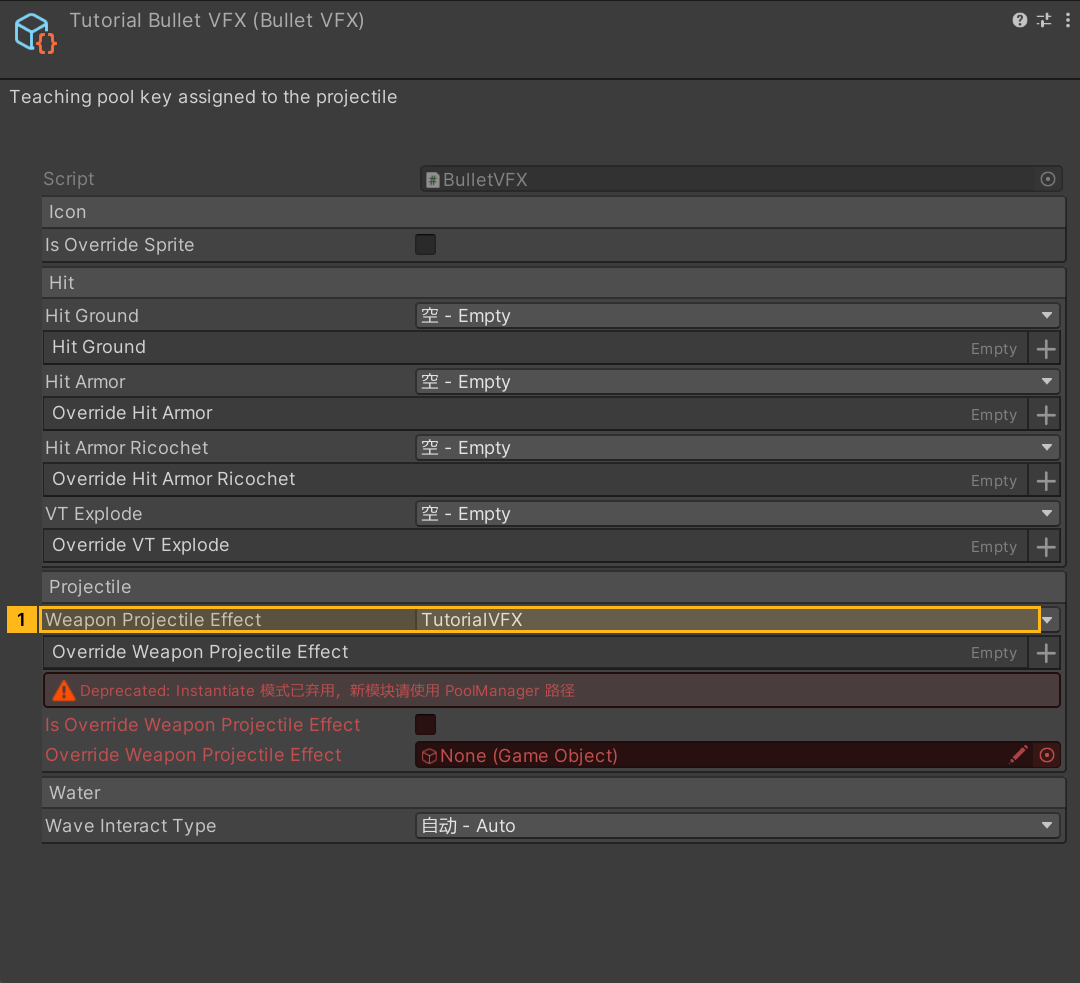 Tutorial Bullet VFX (Bullet VFX)
Teaching pool key assigned to the projectile
Script # BulletVFX
Icon
Is Override Sprite
Hit
Hit Ground 空 - Empty
Hit Ground Empty
Hit Armor 空 - Empty
Override Hit Armor Empty
Hit Armor Ricochet 空 - Empty
Override Hit Armor Ricochet Empty
VT Explode 空 - Empty
Override VT Explode Empty
Projectile
1 Weapon Projectile Effect TutorialVFX
Override Weapon Projectile Effect Empty
Deprecated: Instantiate 模式已弃用，新模块请使用 PoolManager 路径
Is Override Weapon Projectile Effect
Override Weapon Projectile Effect None (Game Object)
Water
Wave Interact Type 自动 - Auto